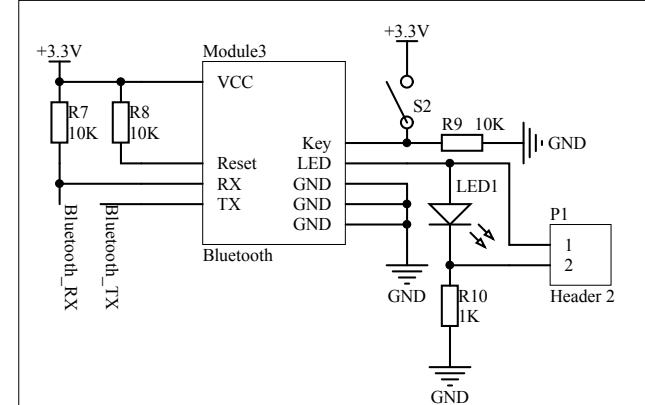 +3.3V
Module3
+3.3V
VCC
R7
10K
R8
10K
S2
R9 10K
GND
Key
Reset
LED
RX
GND
TX
GND
GND
LED1
P1
1
2
Bluetooth_RX
Bluetooth_TX
Bluetooth
GND
R10
1K
Header 2
GND